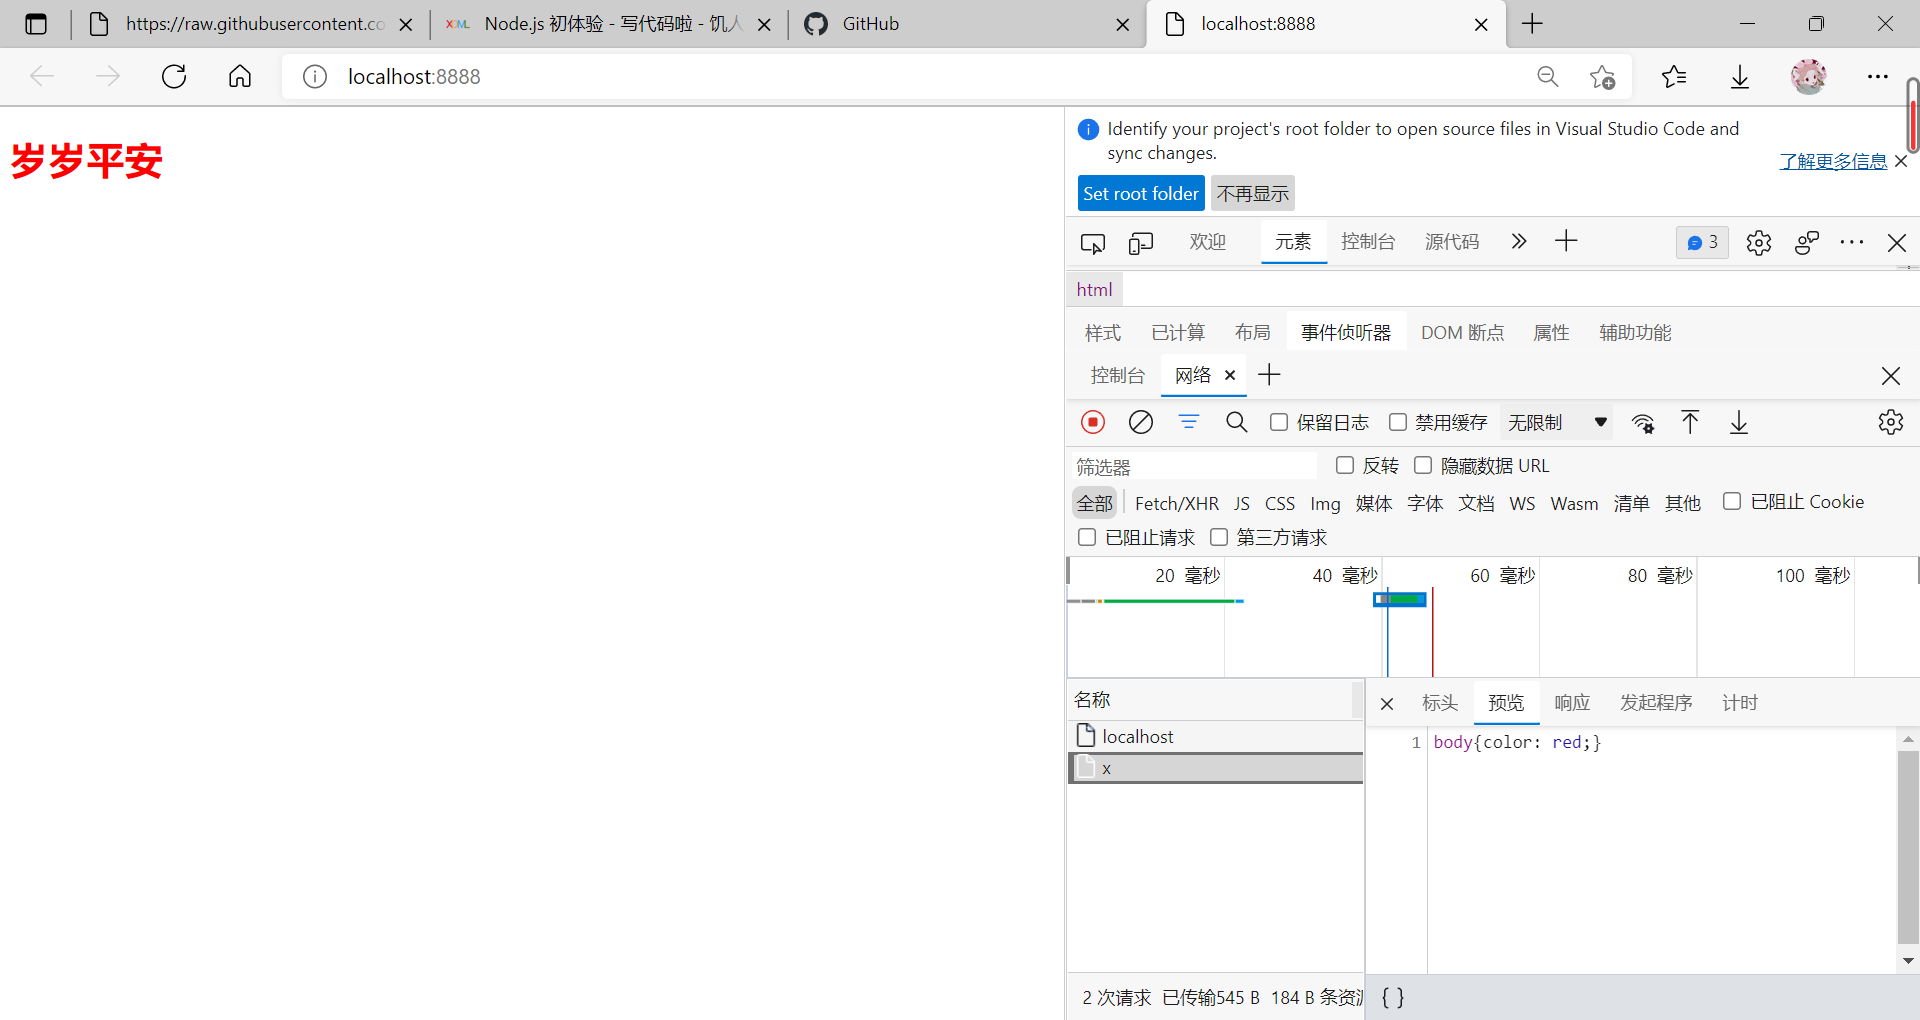 https://raw.githubusercontent.co
Node.js 初体验 - 写代码啦 - 饥人
GitHub
localhost:8888
localhost:8888
岁岁平安
Identify your project's root folder to open source files in Visual Studio Code and
sync changes.
了解更多信息
Set root folder 不再显示
欢迎 元素 控制台 源代码 3
html
样式 已计算 布局 事件侦听器 DOM 断点 属性 辅助功能
控制台 网络
保留日志 禁用缓存 无限制
筛选器 反转 隐藏数据 URL
全部 Fetch/XHR JS CSS Img 媒体 字体 文档 WS Wasm 清单 其他 已阻止 Cookie
已阻止请求 第三方请求
20 毫秒 40 毫秒 60 毫秒 80 毫秒 100 毫秒
名称 标头 预览 响应 发起程序 计时
localhost
x
1 body{color: red;}
2 次请求 已传输545 B 184 B 条资 { }